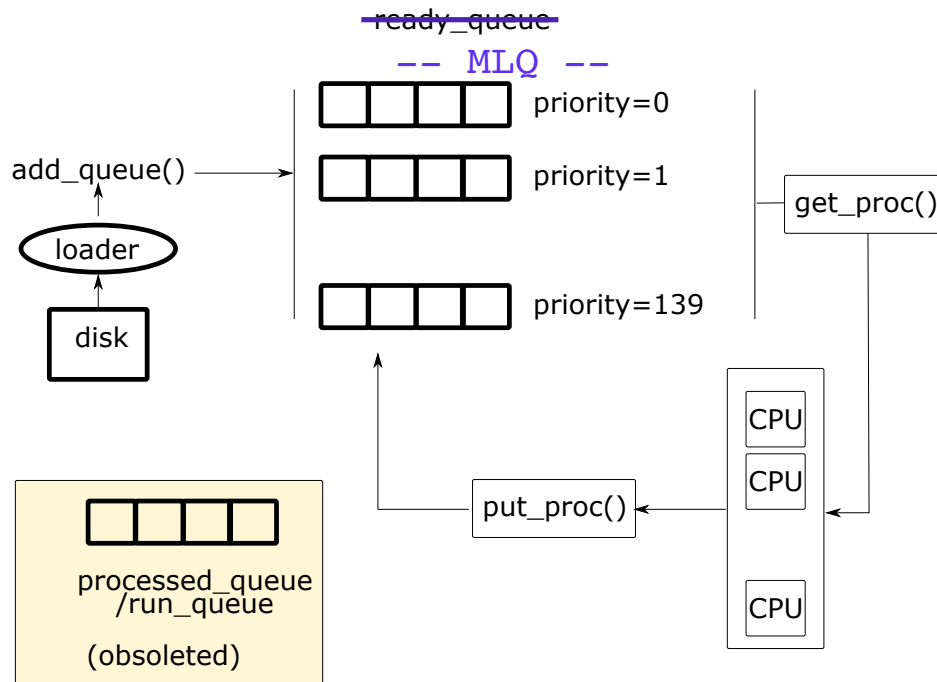 ready_queue
-- MLQ --
priority=0
add_queue()
priority=1
get_proc()
loader
priority=139
disk
CPU
CPU
put_proc()
CPU
processed_queue
/run_queue
(obsoleted)